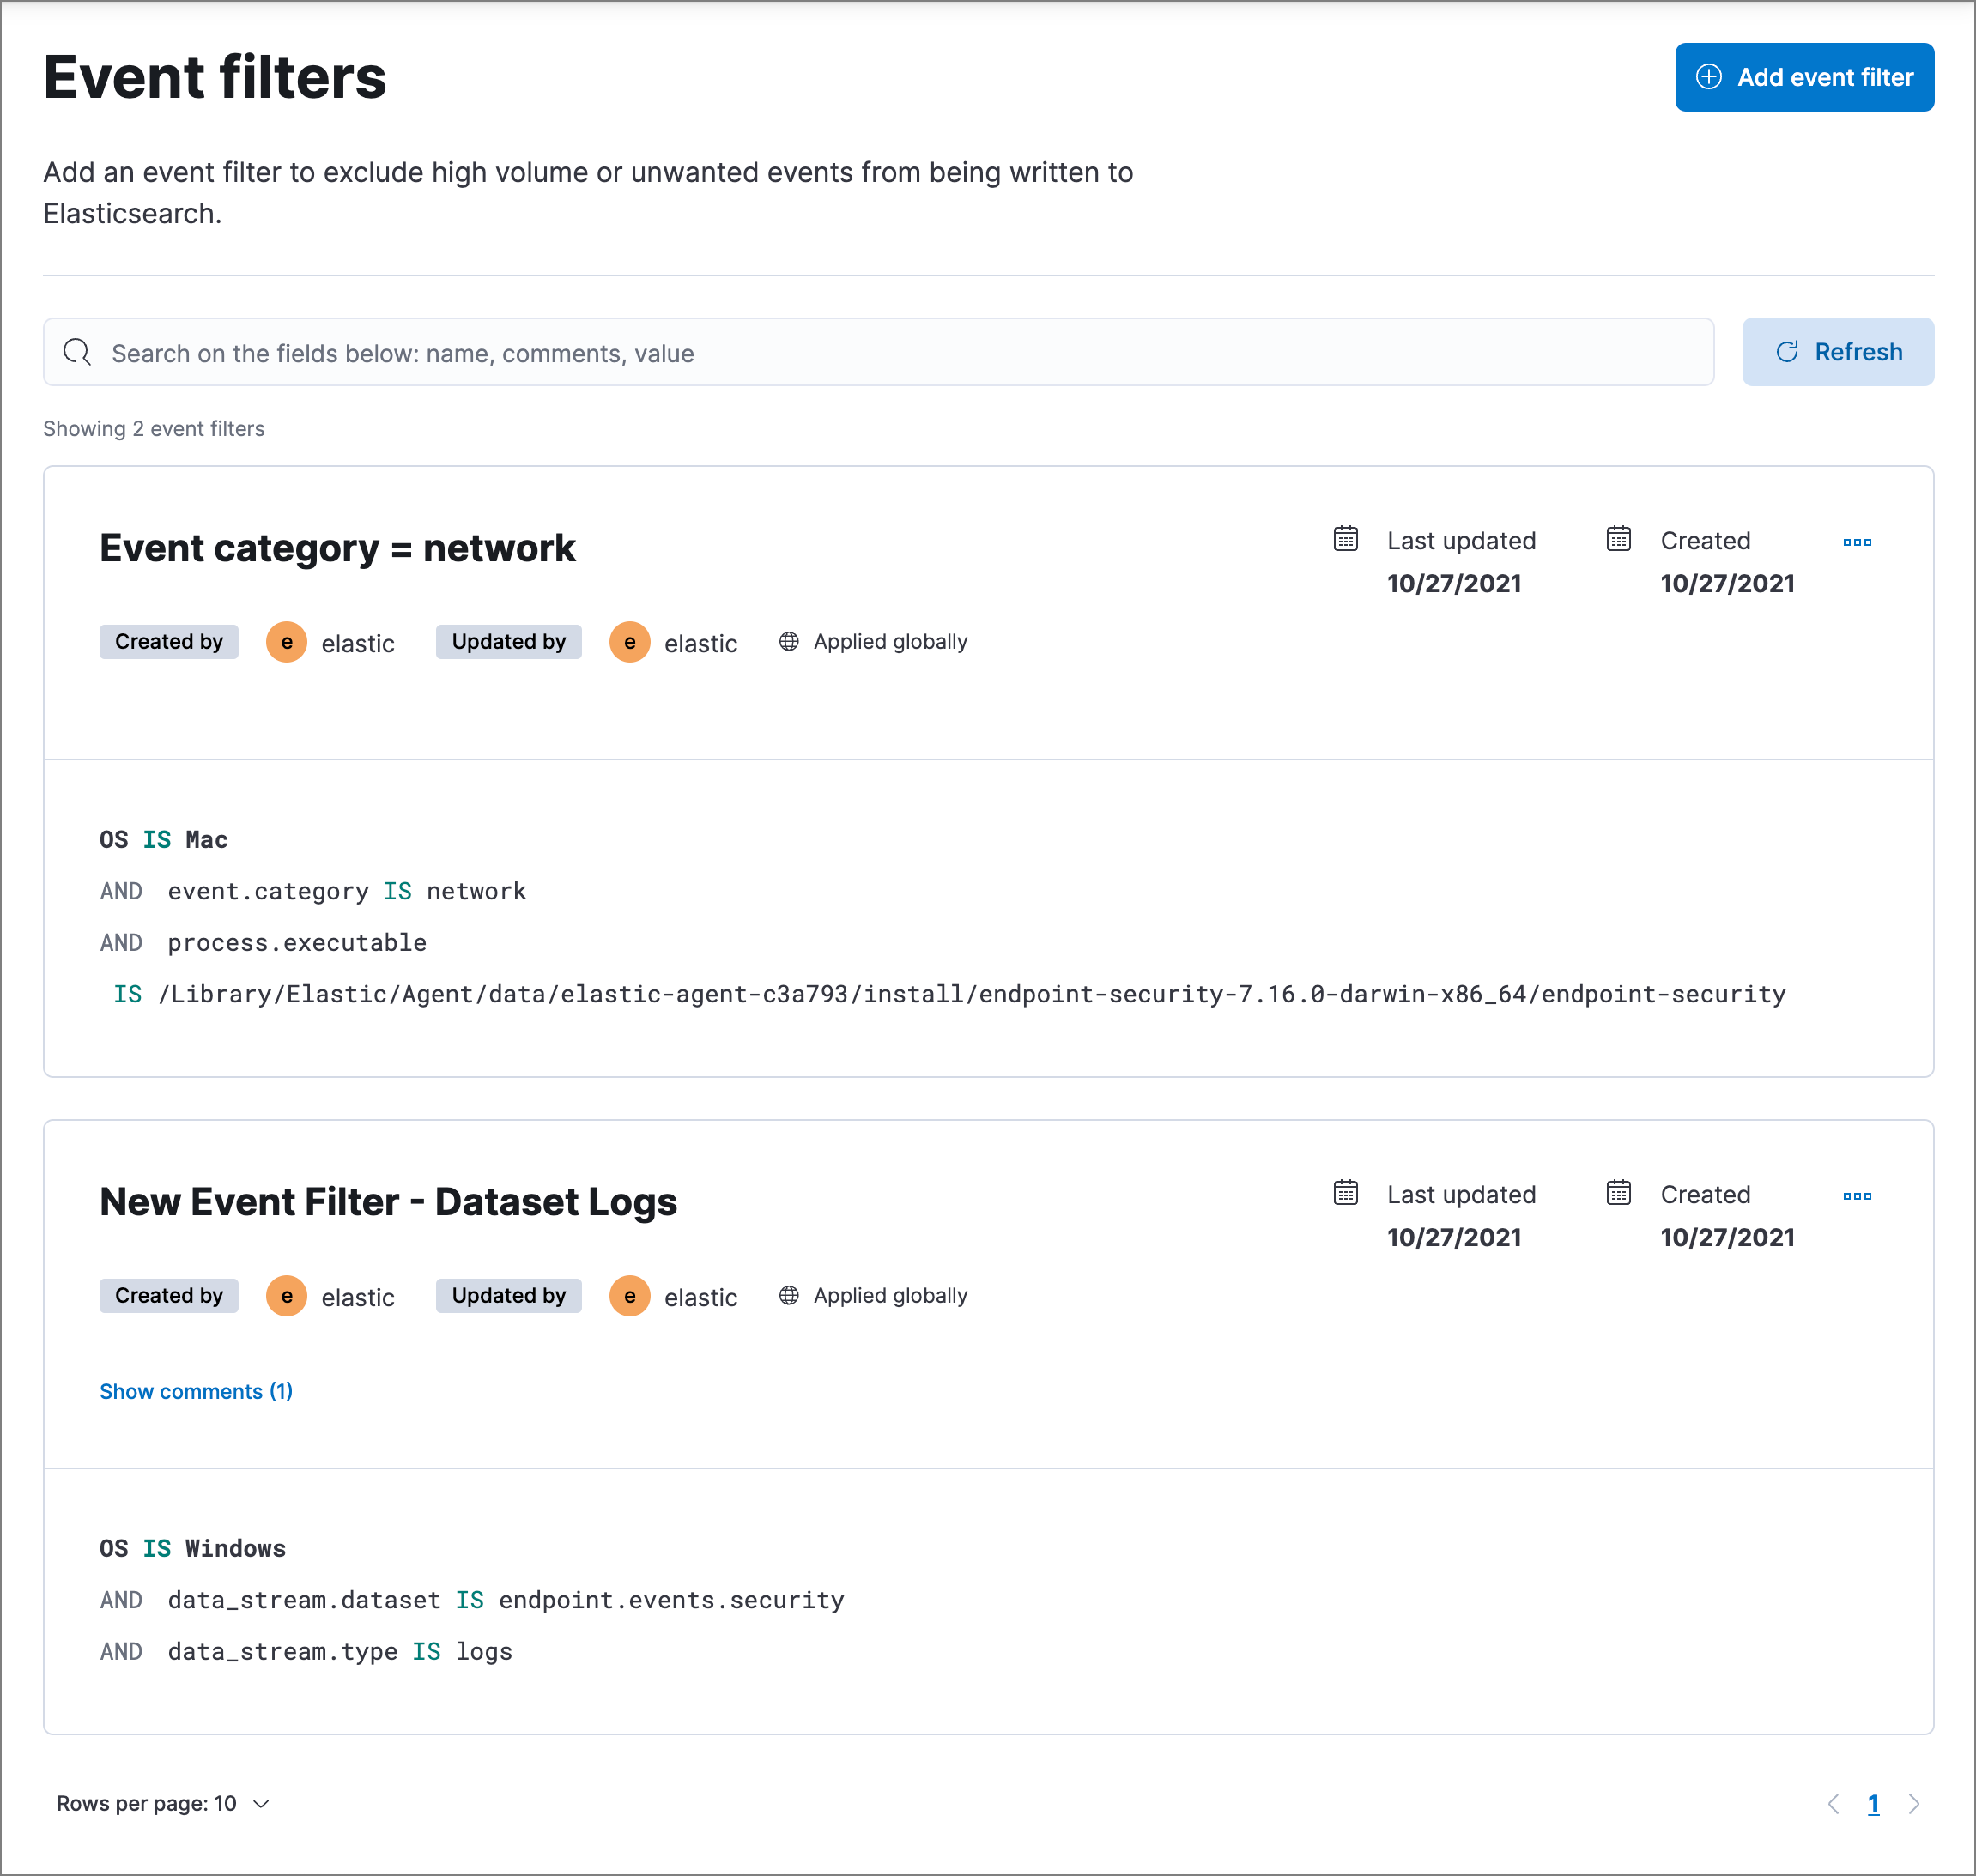 Event filters
Add event filter
Add an event filter to exclude high volume or unwanted events from being written to
Elasticsearch.
Search on the fields below: name, comments, value
Refresh
Showing 2 event filters
Event category = network
Last updated
10/27/2021
Created
10/27/2021
Created by e elastic Updated by e elastic Applied globally
OS IS Mac
AND event.category IS network
AND process.executable
IS /Library/Elastic/Agent/data/elastic-agent-c3a793/install/endpoint-security-7.16.0-darwin-x86_64/endpoint-security
New Event Filter - Dataset Logs
Last updated
10/27/2021
Created
10/27/2021
Created by e elastic Updated by e elastic Applied globally
Show comments (1)
OS IS Windows
AND data_stream.dataset IS endpoint.events.security
AND data_stream.type IS logs
Rows per page: 10
1